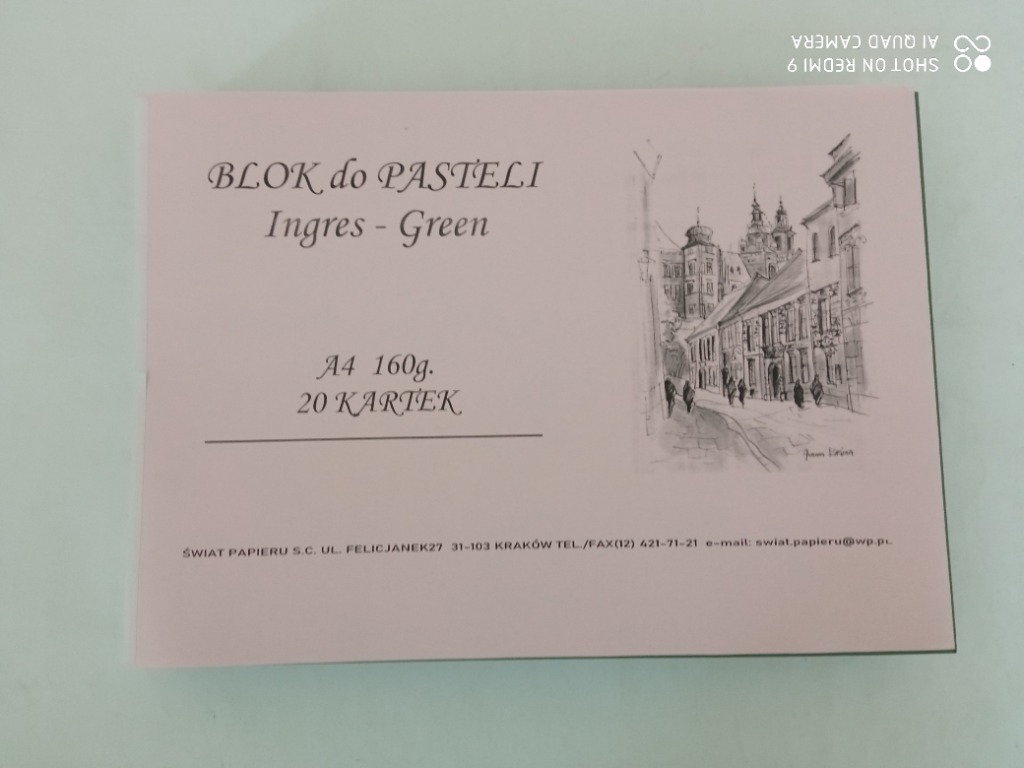 BLOK do PASTELI
Ingres - Green
A4 160g.
20 KARTEK
ŚWIAT PAPIERU S.C. UL. FELICJANEK27 31-103 KRAKÓW TEL./FAX(12) 421-71-21 e-mail: swiat.papieru@wp.pl
SHOT ON REDMI 9
AI QUAD CAMERA